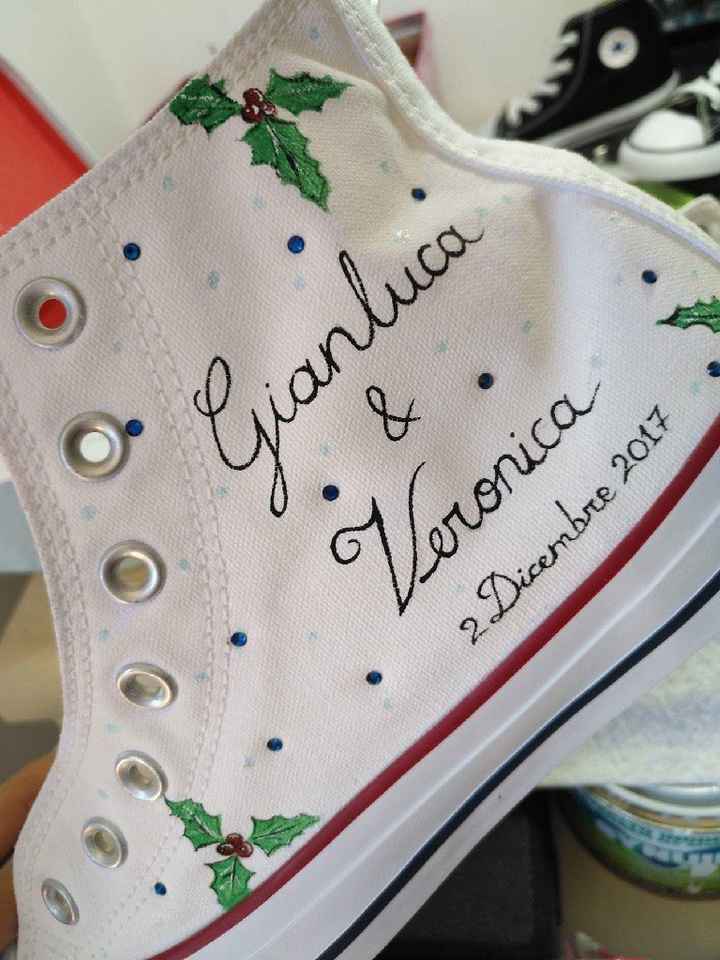 Gianluca
&
Veronica
2 Dicembre 2017